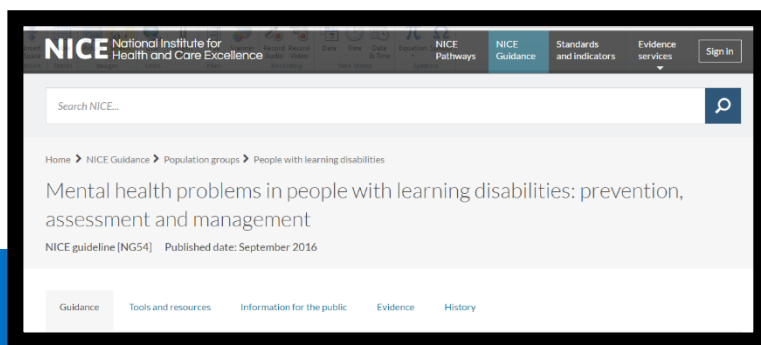 NICE National Institute for Health and Care Excellence
NICE Pathways
NICE Guidance
Standards and indicators
Evidence services
Sign in
Search NICE...
Home > NICE Guidance > Population groups > People with learning disabilities
Mental health problems in people with learning disabilities: prevention,
assessment and management
NICE guideline [NG54] Published date: September 2016
Guidance Tools and resources Information for the public Evidence History